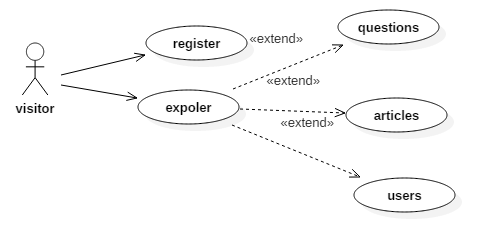 questions
register
«extend»
«extend»
visitor
expoler
articles
«extend»
users